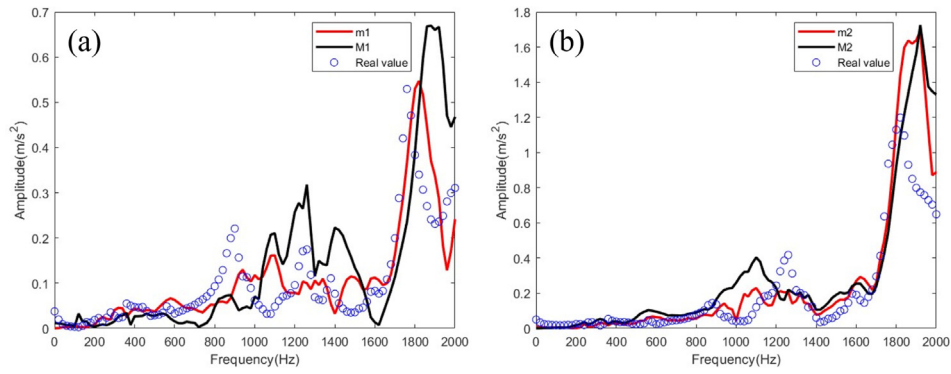 (a)
m1
M1
Real value
0.7
0.6
0.5
0.4
0.3
0.2
0.1
0
Amplitude(m/s²)
0 200 400 600 800 1000 1200 1400 1600 1800 2000
Frequency(Hz)
(b)
m2
M2
Real value
1.8
1.6
1.4
1.2
1
0.8
0.6
0.4
0.2
0
Amplitude(m/s²)
0 200 400 600 800 1000 1200 1400 1600 1800 2000
Frequency(Hz)